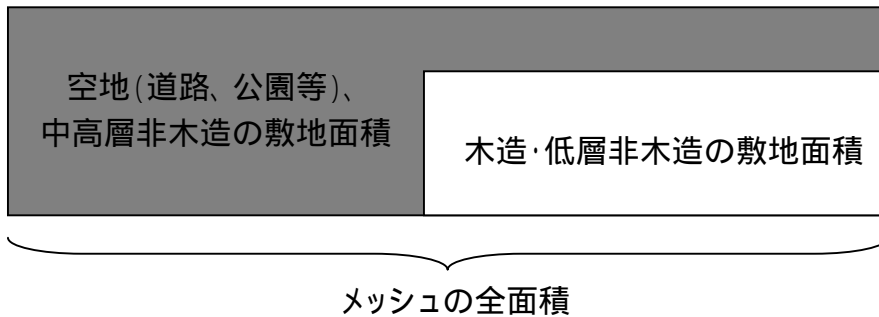 空地(道路、公園等)、
中高層非木造の敷地面積
木造・低層非木造の敷地面積
メッシュの全面積